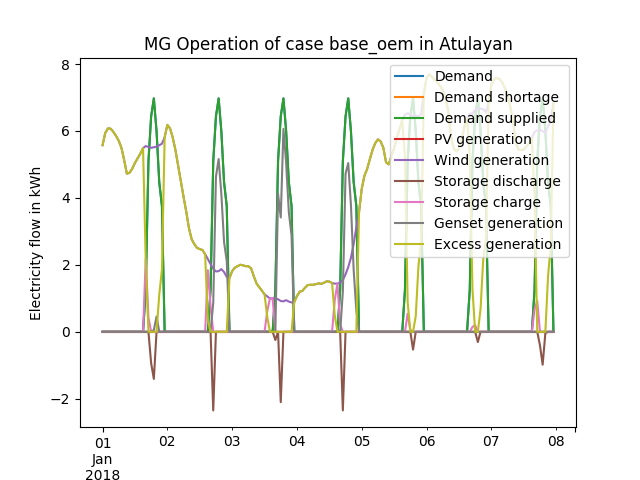 MG Operation of case base_oem in Atulayan
8
6
4
2
0
−2
Electricity flow in kWh
Demand
Demand shortage
Demand supplied
PV generation
Wind generation
Storage discharge
Storage charge
Genset generation
Excess generation
01 02 03 04 05 06 07 08
Jan
2018